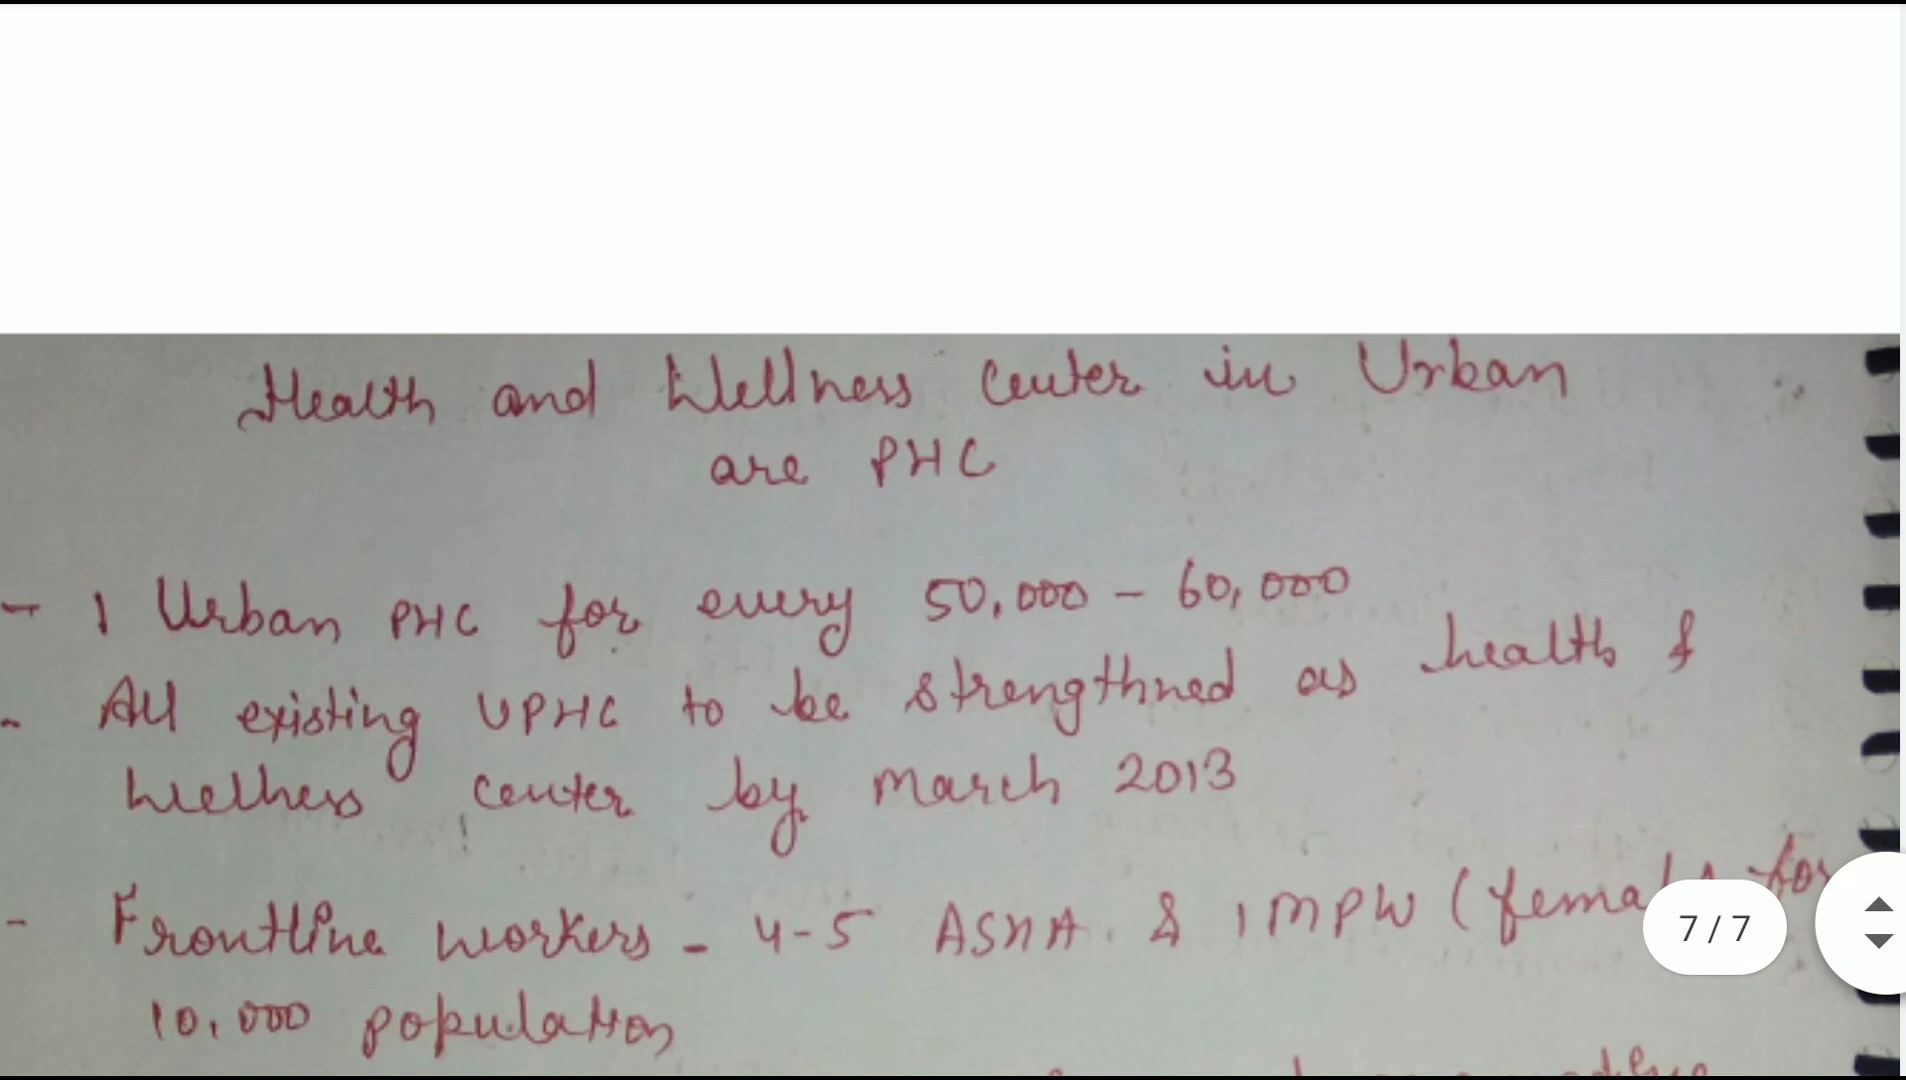 Health and Wellness Center in Urban
are PHC
- 1 Urban PHC for every 50,000 - 60,000
- All existing UPHC to be strengthned as health &
wellness center by march 2013
- Frontline workers - 4-5 ASHA & 1 MPW (female for
10,000 population
7 / 7